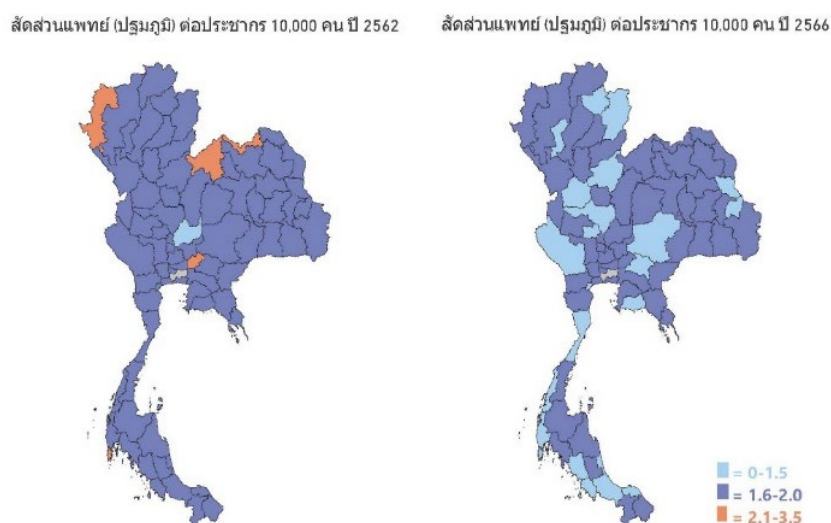 สัดส่วนแพทย์ (ปฐมภูมิ) ต่อประชากร 10,000 คน ปี 2562
สัดส่วนแพทย์ (ปฐมภูมิ) ต่อประชากร 10,000 คน ปี 2566
= 0-1.5
= 1.6-2.0
= 2.1-3.5